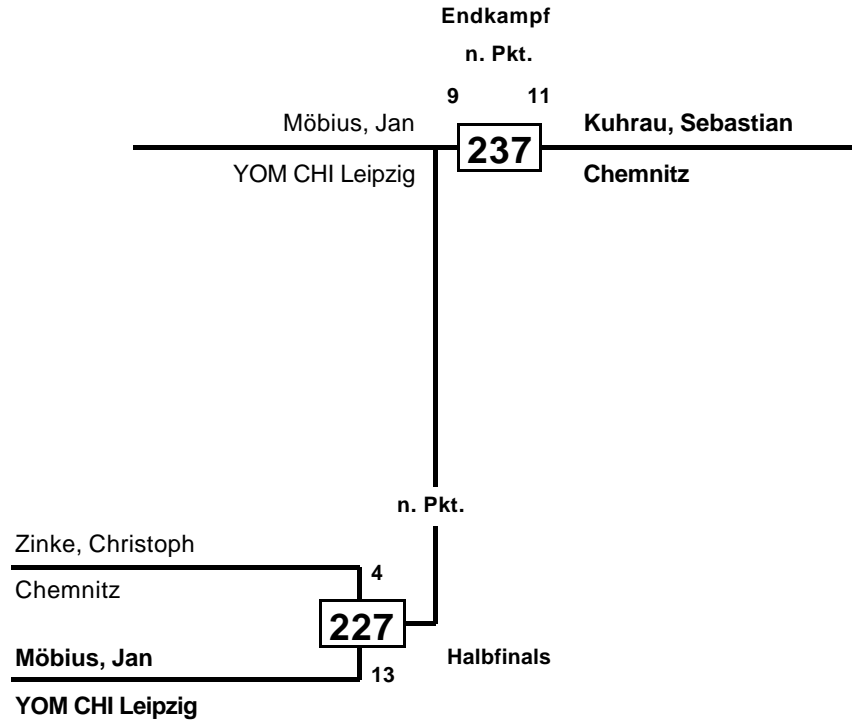 Endkampf
n. Pkt.
9 11
Möbius, Jan 237 Kuhrau, Sebastian
YOM CHI Leipzig Chemnitz
n. Pkt.
Zinke, Christoph
4
Chemnitz
227
Möbius, Jan Halbfinals
13
YOM CHI Leipzig